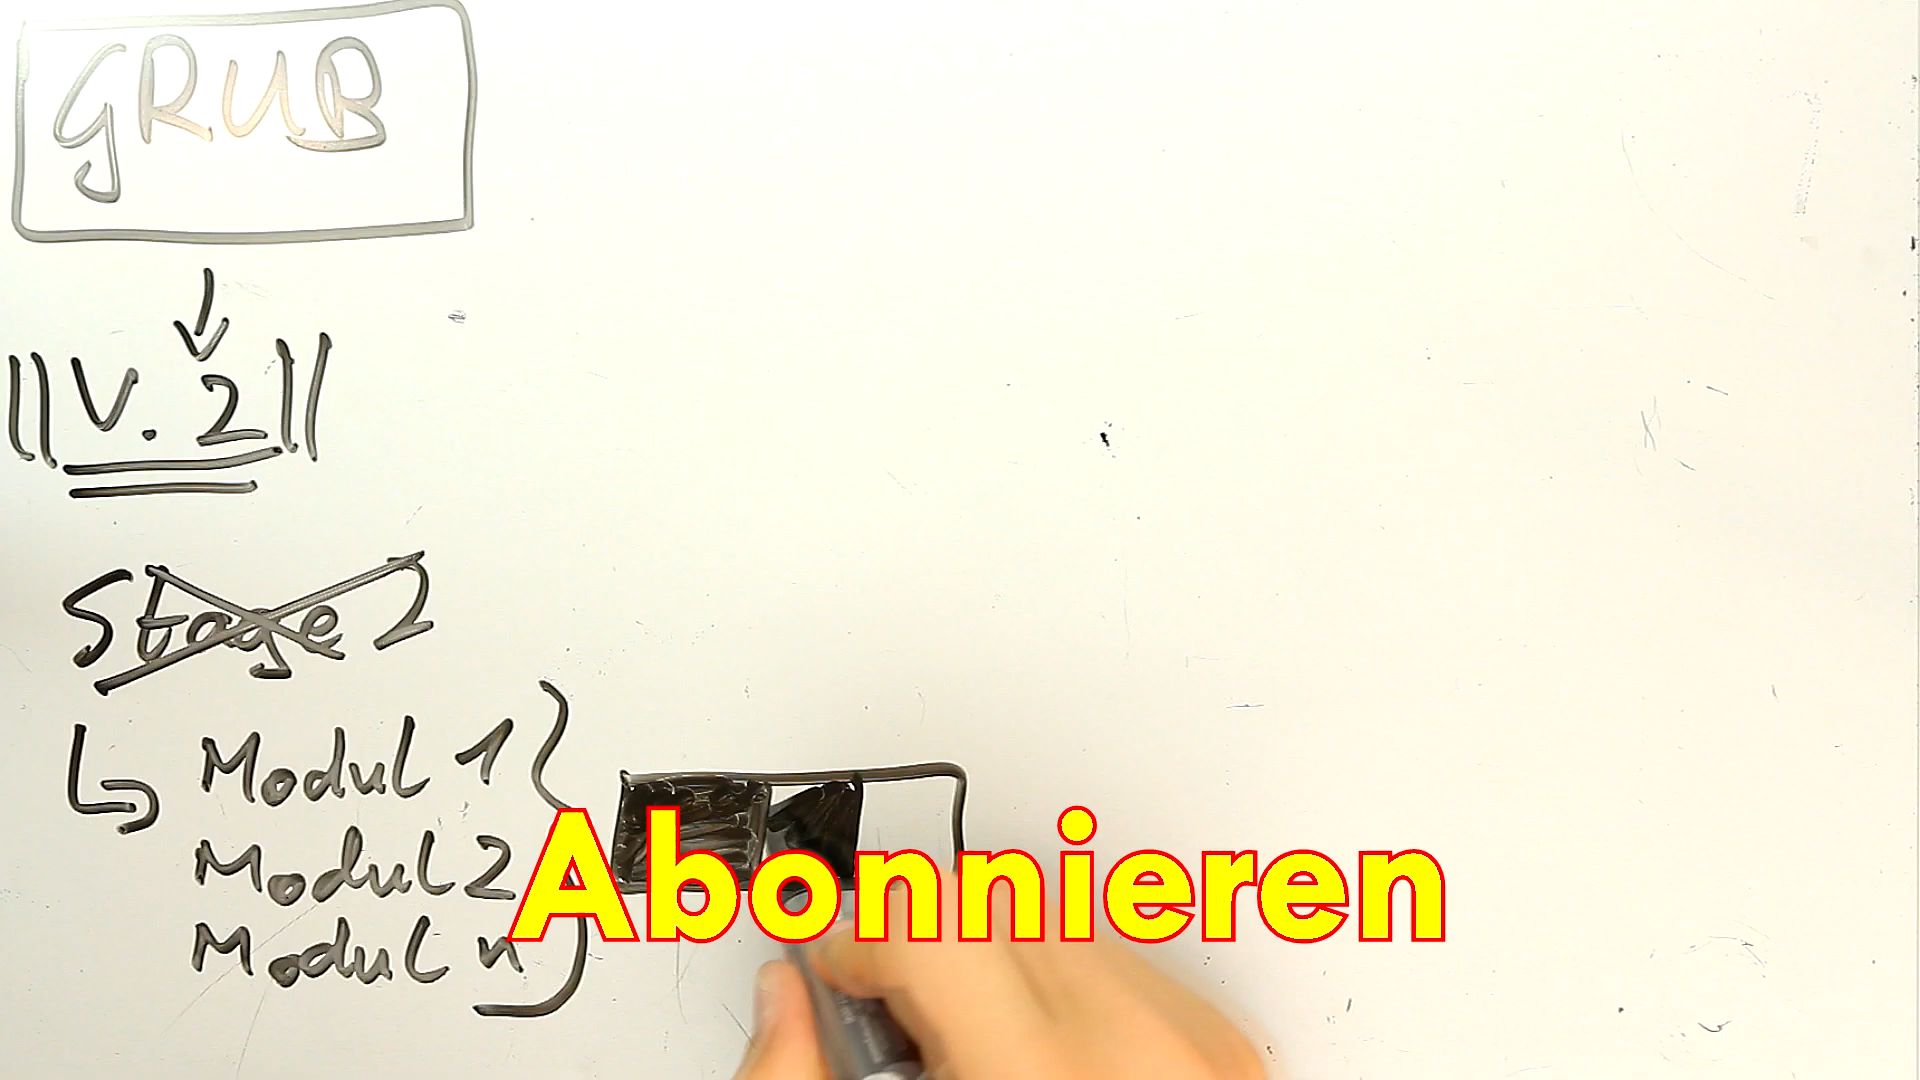 GRUB
V. 2
Stage 2
Modul 1
Modul 2
Modul n
Abonnieren